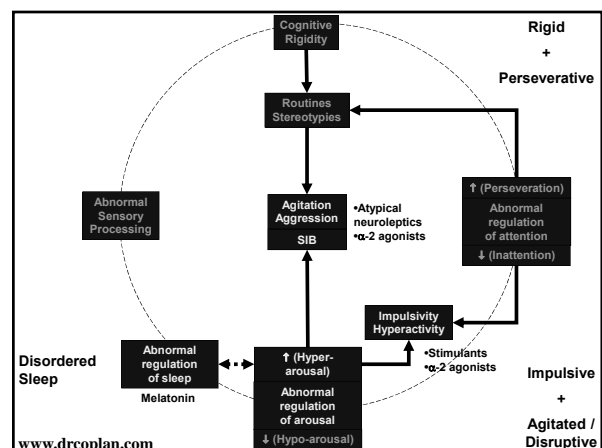 Cognitive
Rigidity
Rigid
+
Perseverative
Routines
Stereotypies
Abnormal
Sensory
Processing
Agitation
Aggression
SIB
•Atypical
neuroleptics
•α-2 agonists
↑ (Perseveration)
Abnormal
regulation
of attention
↓ (Inattention)
Impulsivity
Hyperactivity
•Stimulants
•α-2 agonists
Disordered
Sleep
Abnormal
regulation
of sleep
Melatonin
↑ (Hyper-
arousal)
Abnormal
regulation
of arousal
↓ (Hypo-arousal)
Impulsive
+
Agitated /
Disruptive
www.drcoplan.com